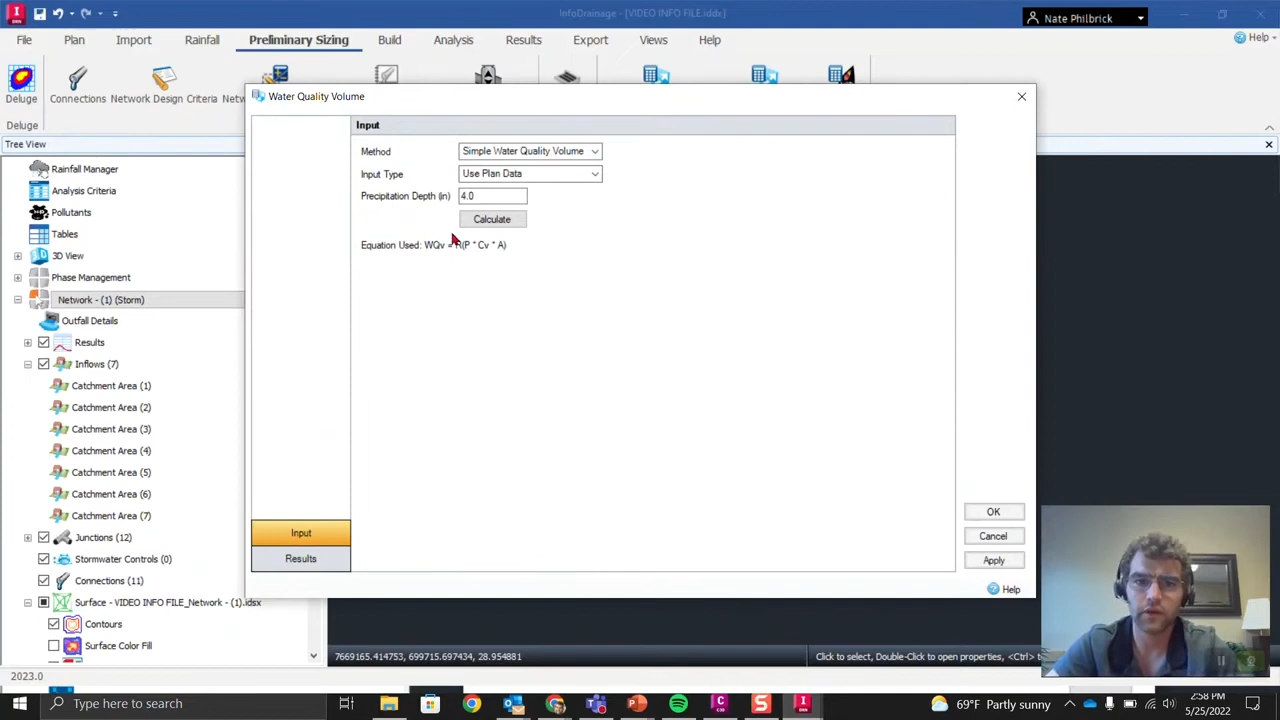 InfoDrainage - [VIDEO INFO FILE.iddx]
Nate Philbrick
File Plan Import Rainfall Preliminary Sizing Build Analysis Results Export Views Help
Help
Deluge Connections Network Design Criteria
Deluge
Tree View
Rainfall Manager
Analysis Criteria
Pollutants
Tables
3D View
Phase Management
Network - (1) (Storm)
Outfall Details
Results
Inflows (7)
Catchment Area (1)
Catchment Area (2)
Catchment Area (3)
Catchment Area (4)
Catchment Area (5)
Catchment Area (6)
Catchment Area (7)
Junctions (12)
Stormwater Controls (0)
Connections (11)
Surface - VIDEO INFO FILE_Network - (1).idsx
Contours
Surface Color Fill
Water Quality Volume
Input
Method Simple Water Quality Volume
Input Type Use Plan Data
Precipitation Depth (in) 4.0
Calculate
Equation Used: WQv = (P * Cv * A)
Input
Results
OK
Cancel
Apply
Help
7669165.414753, 699715.697434, 28.954881
Click to select, Double-Click to open properties, <Ctrl>
2023.0
Type here to search
69°F Partly sunny
2:58 PM
5/25/2022